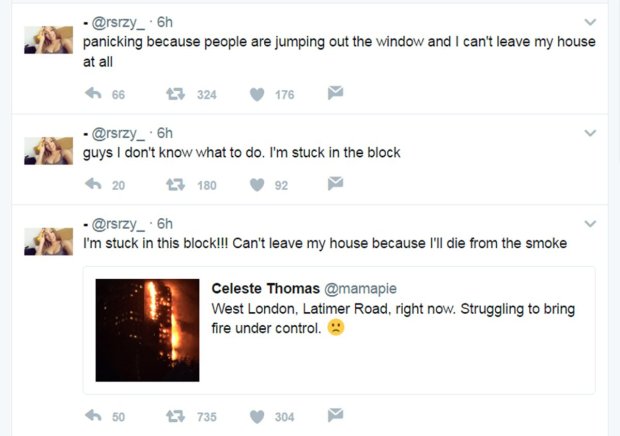 - @rsrzy_ · 6h
panicking because people are jumping out the window and I can't leave my house
at all
66 324 176
- @rsrzy_ · 6h
guys I don't know what to do. I'm stuck in the block
20 180 92
- @rsrzy_ · 6h
I'm stuck in this block!!! Can't leave my house because I'll die from the smoke
Celeste Thomas @mamapie
West London, Latimer Road, right now. Struggling to bring
fire under control. 🙁
50 735 304